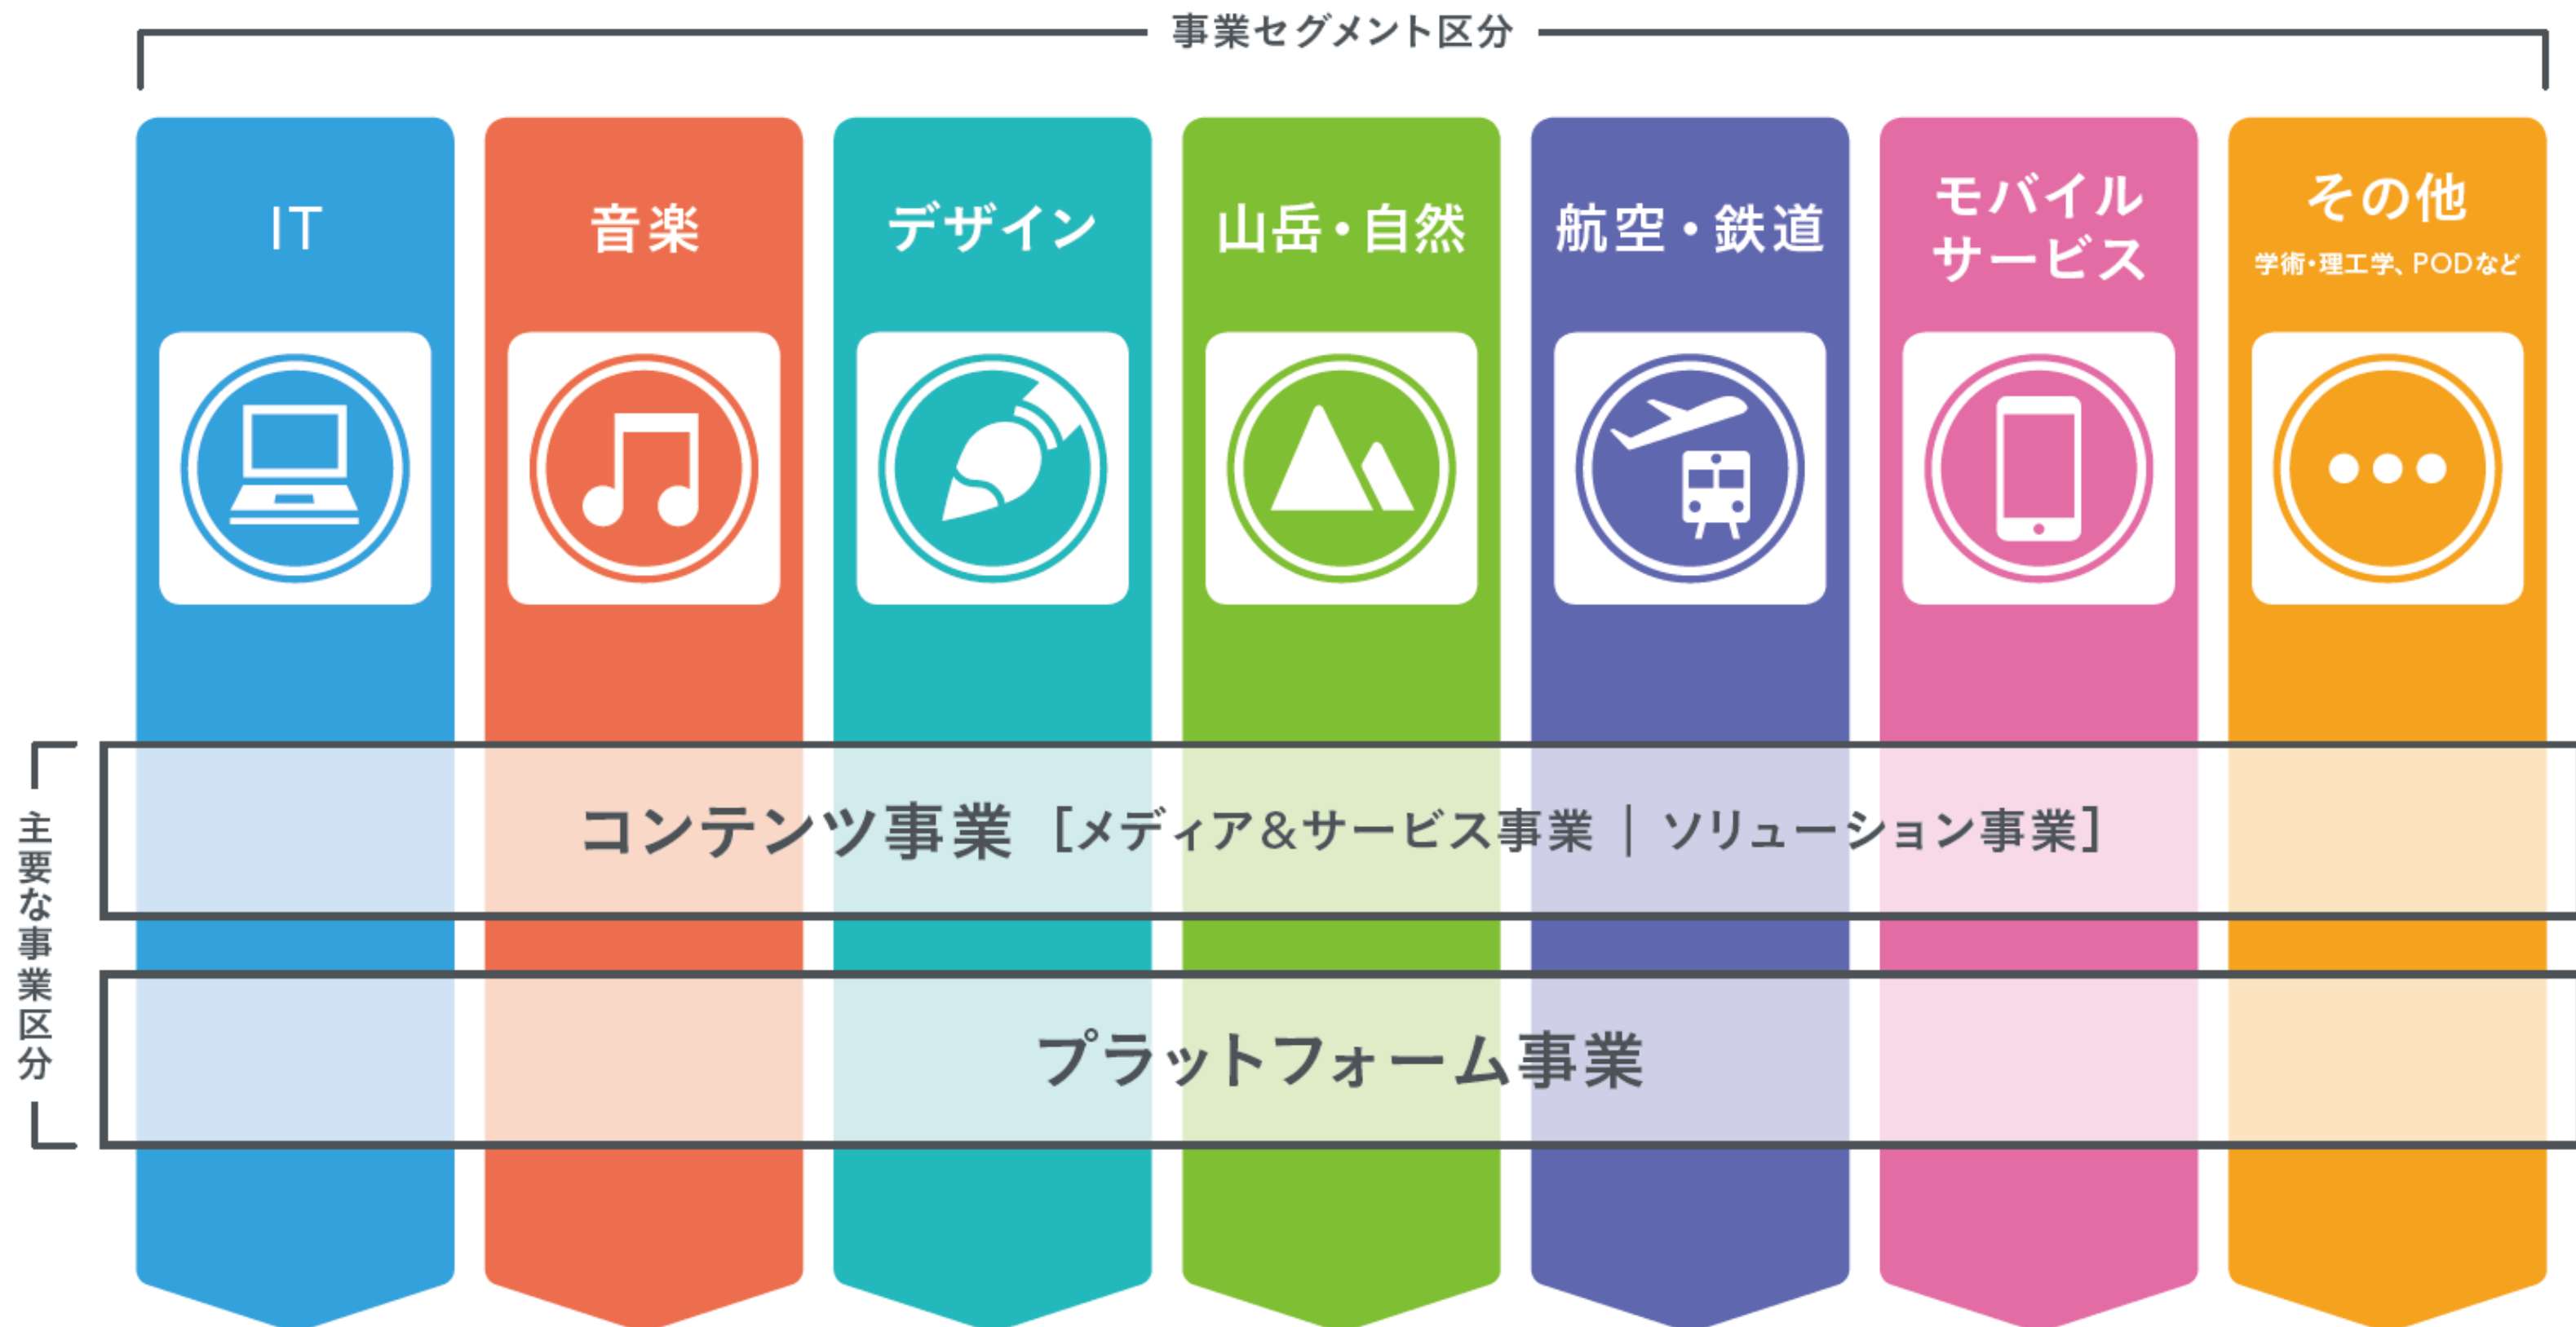 事業セグメント区分
IT
音楽
デザイン
山岳・自然
航空・鉄道
モバイル
サービス
その他
学術・理工学、PODなど
主要な事業区分
コンテンツ事業 [メディア&サービス事業 | ソリューション事業]
プラットフォーム事業